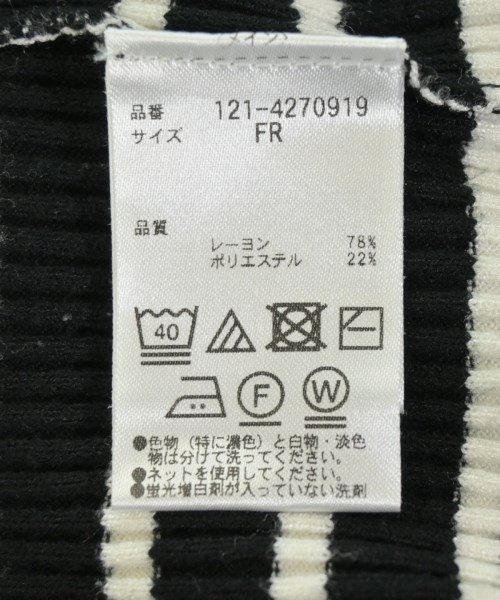 品番 121-4270919
サイズ FR
品質
レーヨン 78%
ポリエステル 22%
40
F W
●色物（特に濃色）と白物・淡色
物は分けて洗ってください。
●ネットを使用してください。
●蛍光増白剤が入っていない洗剤